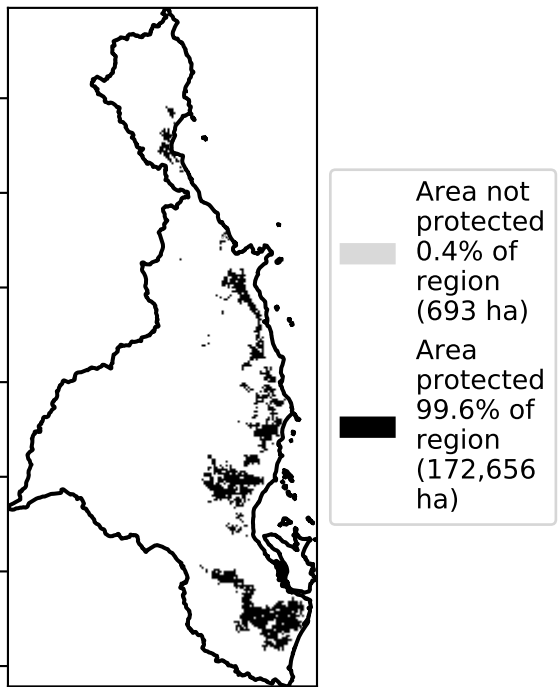 Area not
protected
0.4% of
region
(693 ha)
Area
protected
99.6% of
region
(172,656
ha)